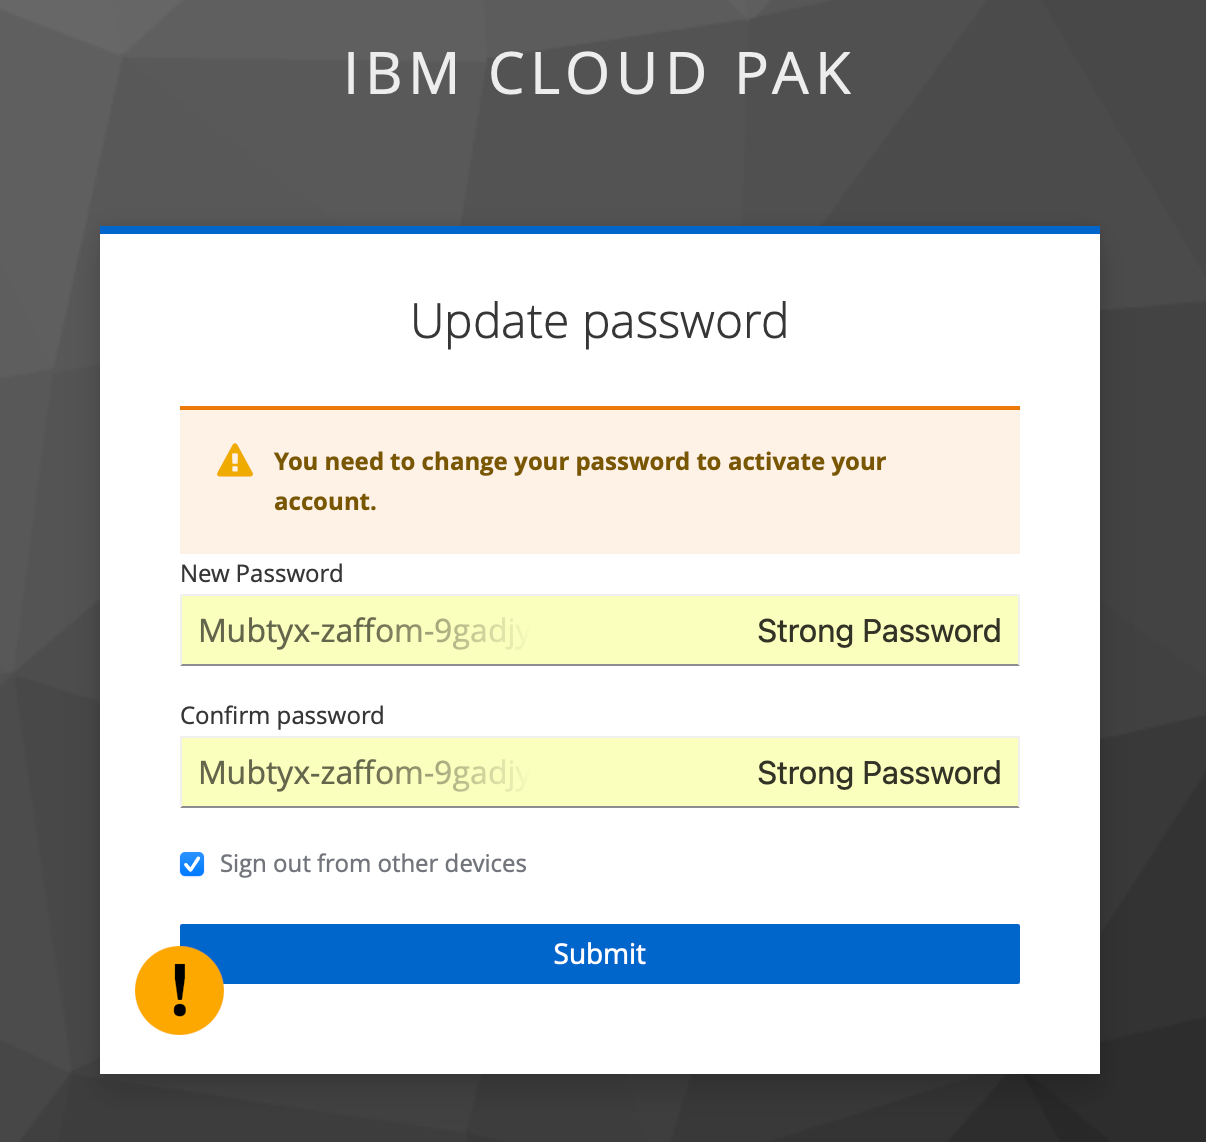 IBM CLOUD PAK
Update password
You need to change your password to activate your
account.
New Password
Mubtyx-zaffom-9gadjy
Strong Password
Confirm password
Mubtyx-zaffom-9gadjy
Strong Password
Sign out from other devices
Submit
!